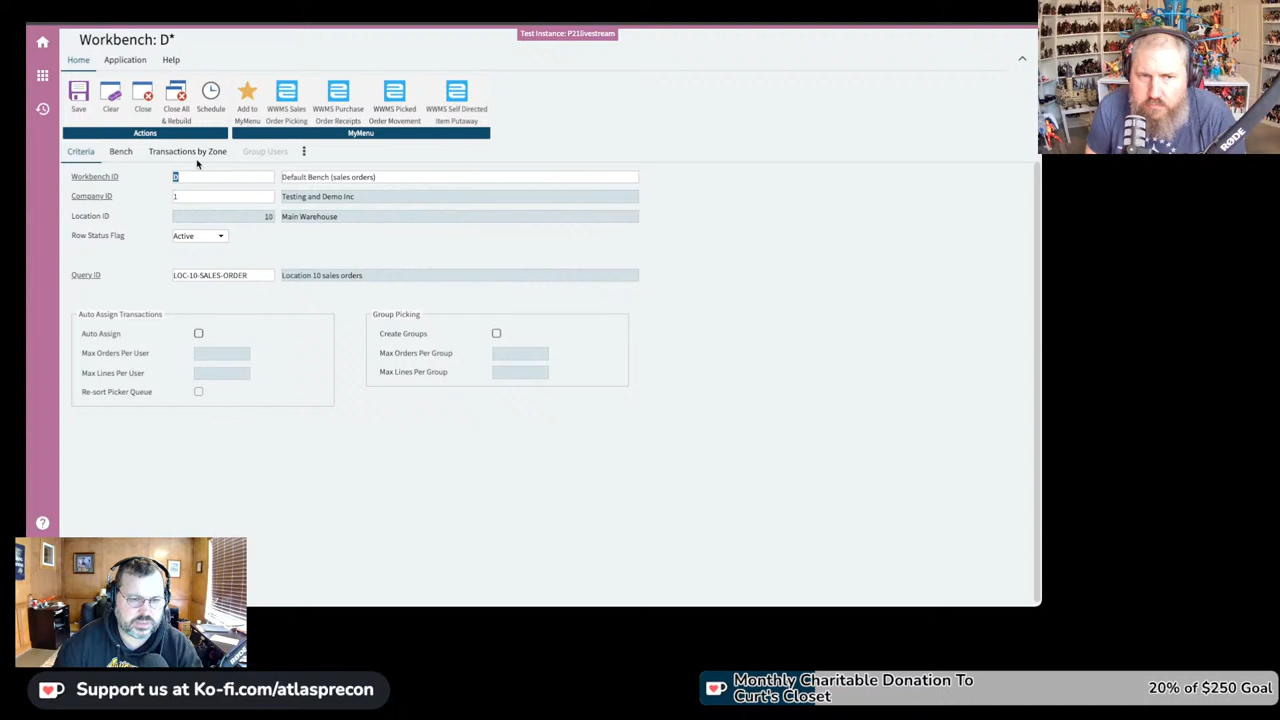 Test Instance: P21livestream
Workbench: D*
Home Application Help
Save Clear Close Close All & Rebuild Schedule Add to MyMenu WWMS Sales Order Picking WWMS Purchase Order Receipts WWMS Picked Order Movement WWMS Self Directed Item Putaway
Actions MyMenu
Criteria Bench Transactions by Zone Group Users
Workbench ID D Default Bench (sales orders)
Company ID 1 Testing and Demo Inc
Location ID 10 Main Warehouse
Row Status Flag Active
Query ID LOC-10-SALES-ORDER Location 10 sales orders
Auto Assign Transactions Group Picking
Auto Assign Create Groups
Max Orders Per User Max Orders Per Group
Max Lines Per User Max Lines Per Group
Re-sort Picker Queue
RØDE
Support us at Ko-fi.com/atlasprecon
Monthly Charitable Donation To
Curt's Closet
20% of $250 Goal